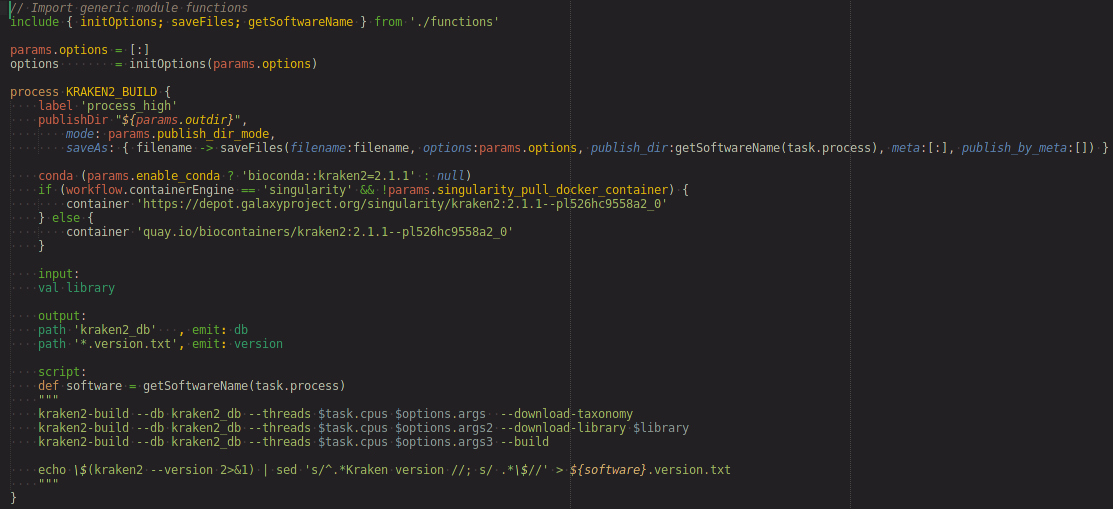 // Import generic module functions
include { initOptions; saveFiles; getSoftwareName } from './functions'
params.options = [:]
options        = initOptions(params.options)
process KRAKEN2_BUILD {
    label 'process_high'
    publishDir "${params.outdir}",
        mode: params.publish_dir_mode,
        saveAs: { filename -> saveFiles(filename:filename, options:params.options, publish_dir:getSoftwareName(task.process), meta:[:], publish_by_meta:[]) }
    conda (params.enable_conda ? 'bioconda::kraken2=2.1.1' : null)
    if (workflow.containerEngine == 'singularity' && !params.singularity_pull_docker_container) {
        container 'https://depot.galaxyproject.org/singularity/kraken2:2.1.1--pl526hc9558a2_0'
    } else {
        container 'quay.io/biocontainers/kraken2:2.1.1--pl526hc9558a2_0'
    }
    input:
    val library
    output:
    path 'kraken2_db'   , emit: db
    path '*.version.txt', emit: version
    script:
    def software = getSoftwareName(task.process)
    """
    kraken2-build --db kraken2_db --threads $task.cpus $options.args  --download-taxonomy
    kraken2-build --db kraken2_db --threads $task.cpus $options.args2 --download-library $library
    kraken2-build --db kraken2_db --threads $task.cpus $options.args3 --build
    echo \$(kraken2 --version 2>&1) | sed 's/^.*Kraken version //; s/ .*\$//' > ${software}.version.txt
    """
}